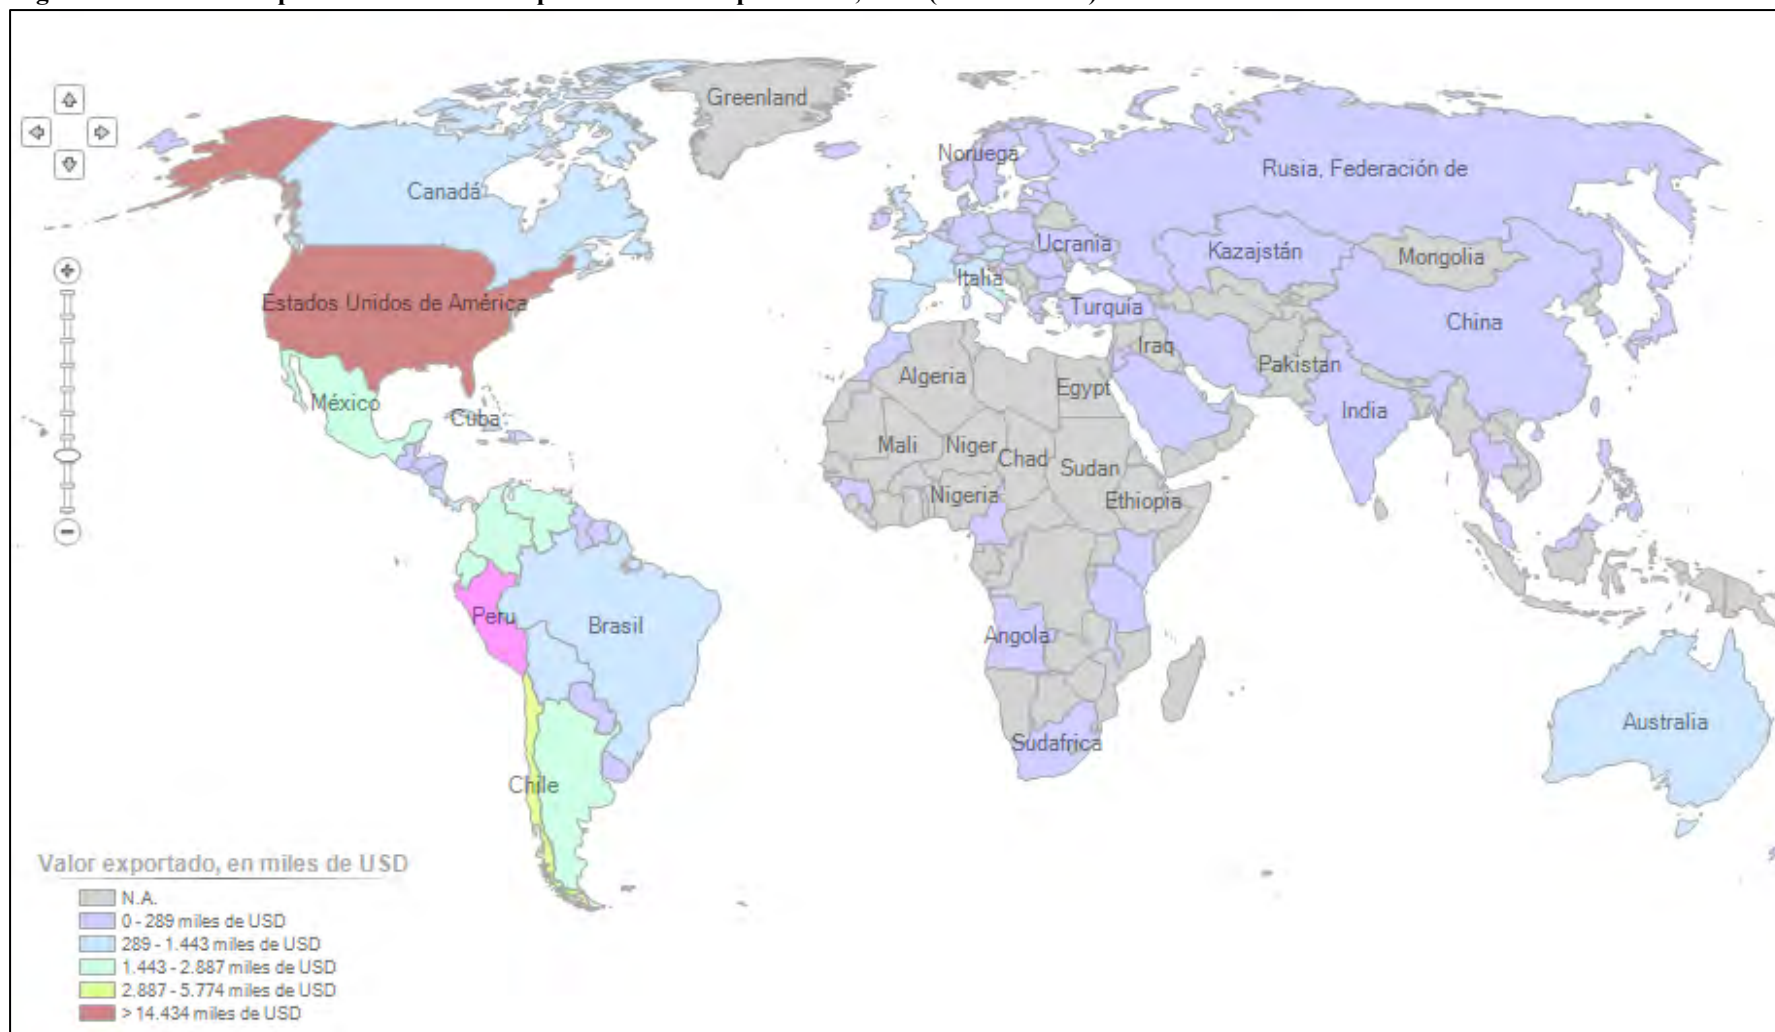 Greenland
Noruega
Rusia, Federación de
Canadá
Ucrania
Kazajstán
Mongolia
Italia
Estados Unidos de América
Turquía
China
Iraq
Pakistan
Algeria
Egypt
México
Cuba
India
Mali
Niger
Chad
Sudan
Nigeria
Ethiopia
Peru
Brasil
Angola
Australia
Sudafrica
Chile
Valor exportado, en miles de USD
N.A.
0 - 289 miles de USD
289 - 1.443 miles de USD
1.443 - 2.887 miles de USD
2.887 - 5.774 miles de USD
> 14.434 miles de USD